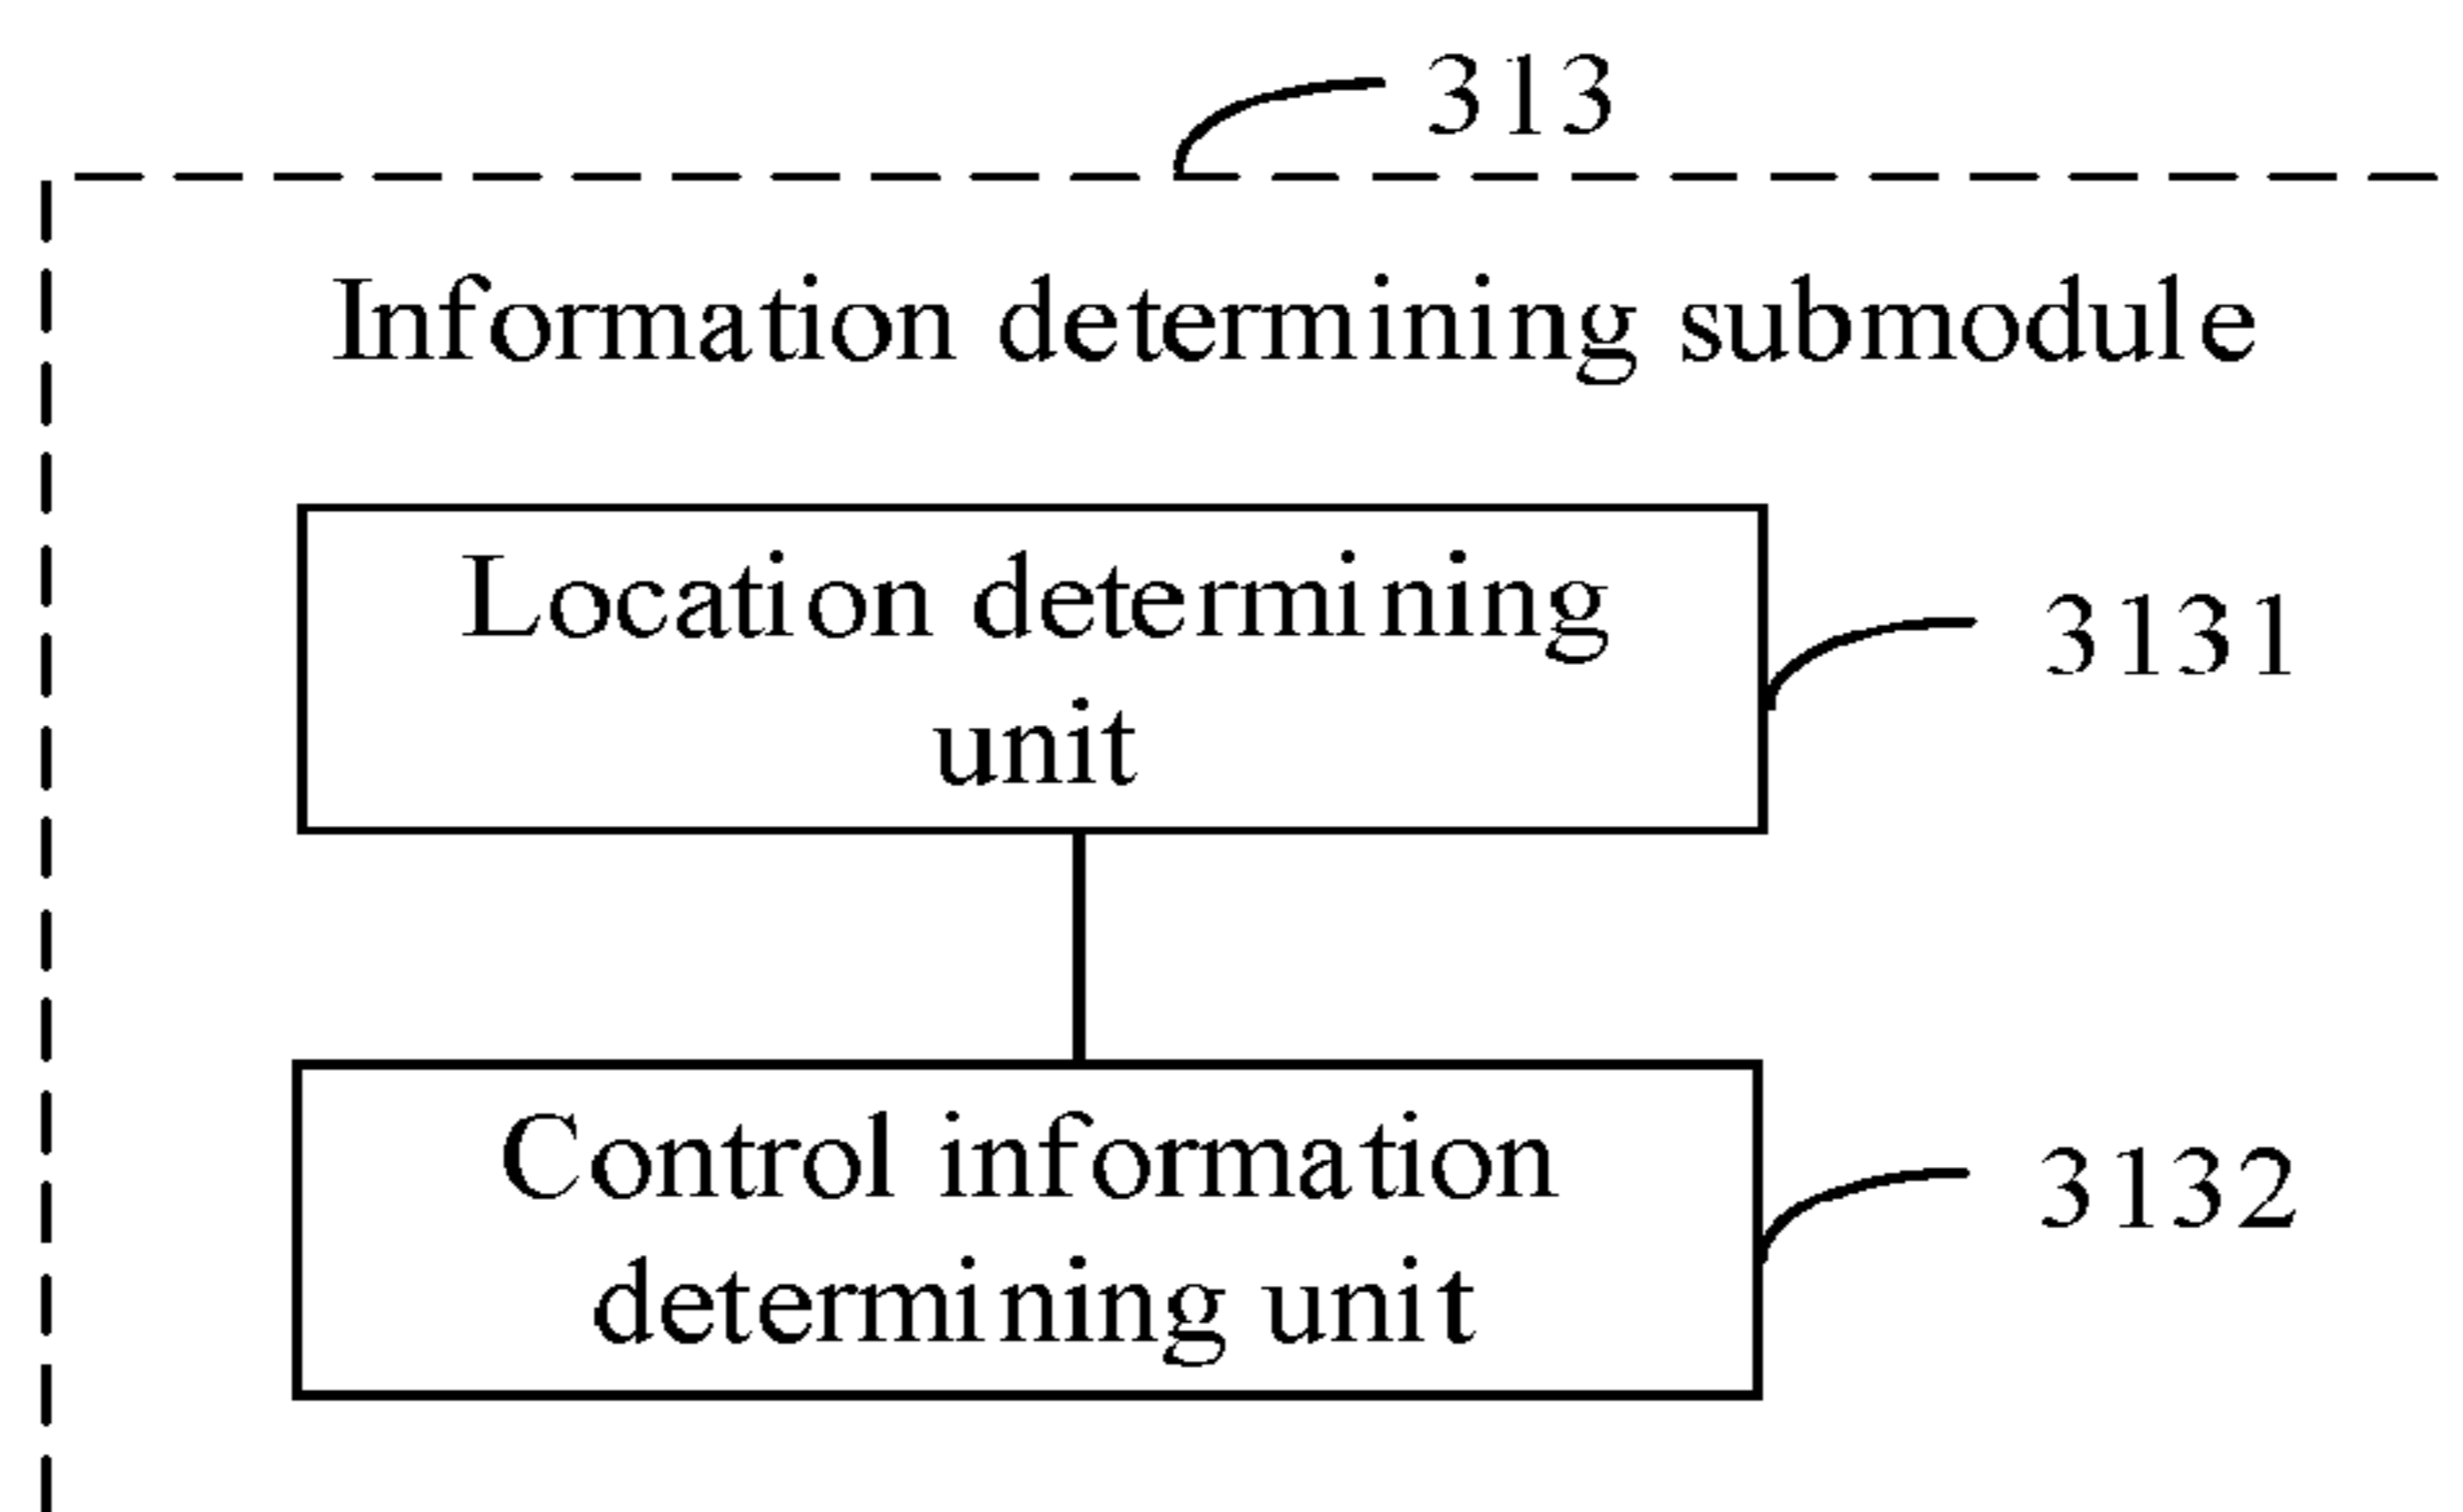 313
Information determining submodule
Location determining
unit
3131
Control information
determining unit
3132